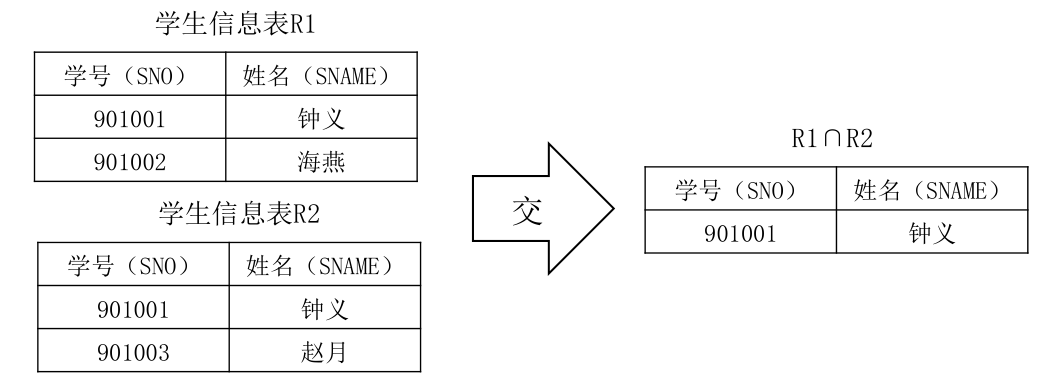 学生信息表R1
学号（SNO） 姓名（SNAME）
901001 钟义
901002 海燕
学生信息表R2
学号（SNO） 姓名（SNAME）
901001 钟义
901003 赵月
交
R1∩R2
学号（SNO） 姓名（SNAME）
901001 钟义